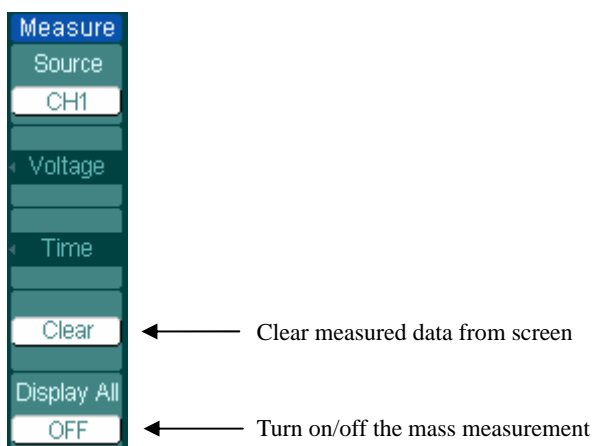 Measure
Source
CH1
Voltage
Time
Clear
Clear measured data from screen
Display All
OFF
Turn on/off the mass measurement